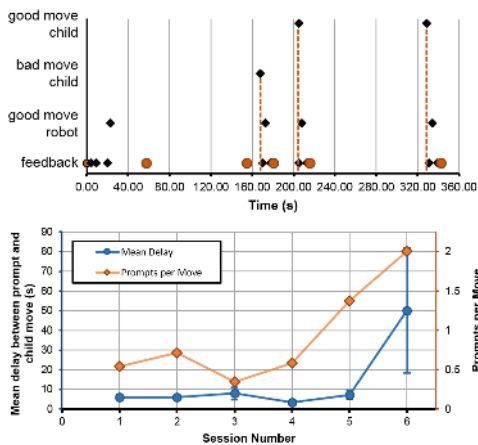 good move
child
bad move
child
good move
robot
feedback
0.00 40.00 80.00 120.00 160.00 200.00 240.00 280.00 320.00 360.00
Time (s)
Mean delay between prompt and
child move (s)
90
80
70
60
50
40
30
20
10
0
Mean Delay
Prompts per Move
2
1.5
1
0.5
0
Prompts per Move
0 1 2 3 4 5 6
Session Number